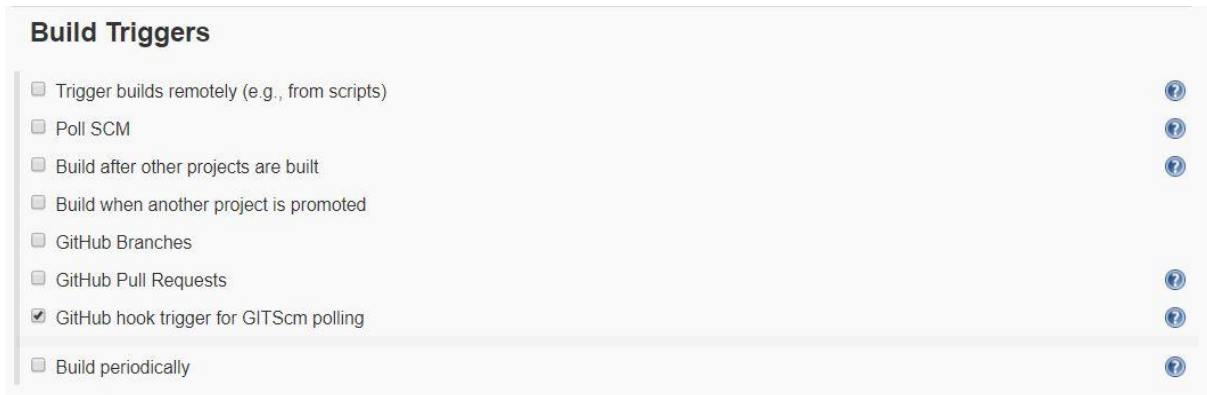 Build Triggers
Trigger builds remotely (e.g., from scripts)
Poll SCM
Build after other projects are built
Build when another project is promoted
GitHub Branches
GitHub Pull Requests
GitHub hook trigger for GITScm polling
Build periodically